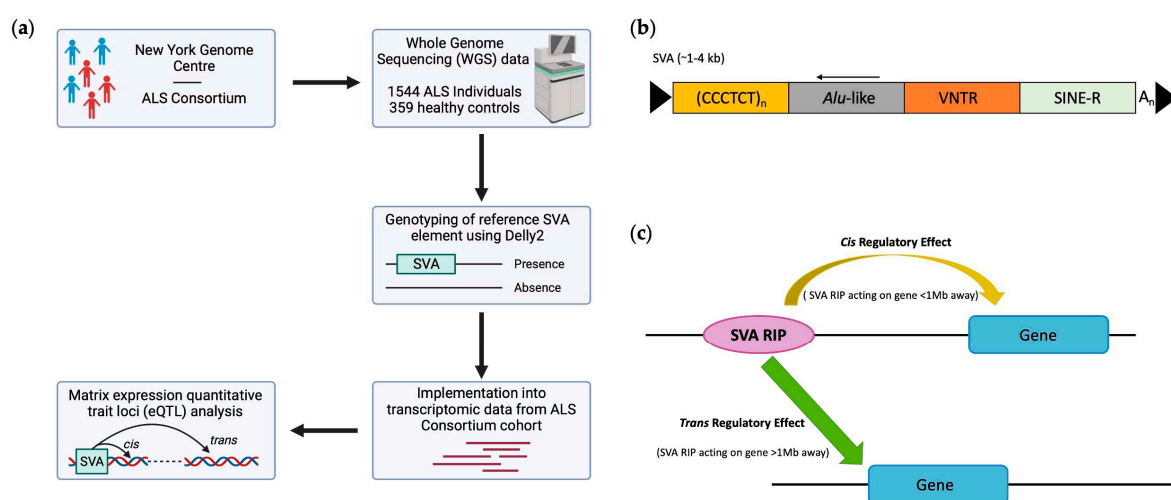 (a)
New York Genome
Centre
ALS Consortium
Whole Genome
Sequencing (WGS) data
1544 ALS Individuals
359 healthy controls
Genotyping of reference SVA
element using Delly2
SVA
Presence
Absence
Implementation into
transcriptomic data from ALS
Consortium cohort
Matrix expression quantitative
trait loci (eQTL) analysis
SVA
cis
trans
(b)
SVA (~1-4 kb)
(CCCTCT)n
Alu-like
VNTR
SINE-R
An
(c)
Cis Regulatory Effect
( SVA RIP acting on gene <1Mb away)
SVA RIP
Gene
Trans Regulatory Effect
(SVA RIP acting on gene >1Mb away)
Gene